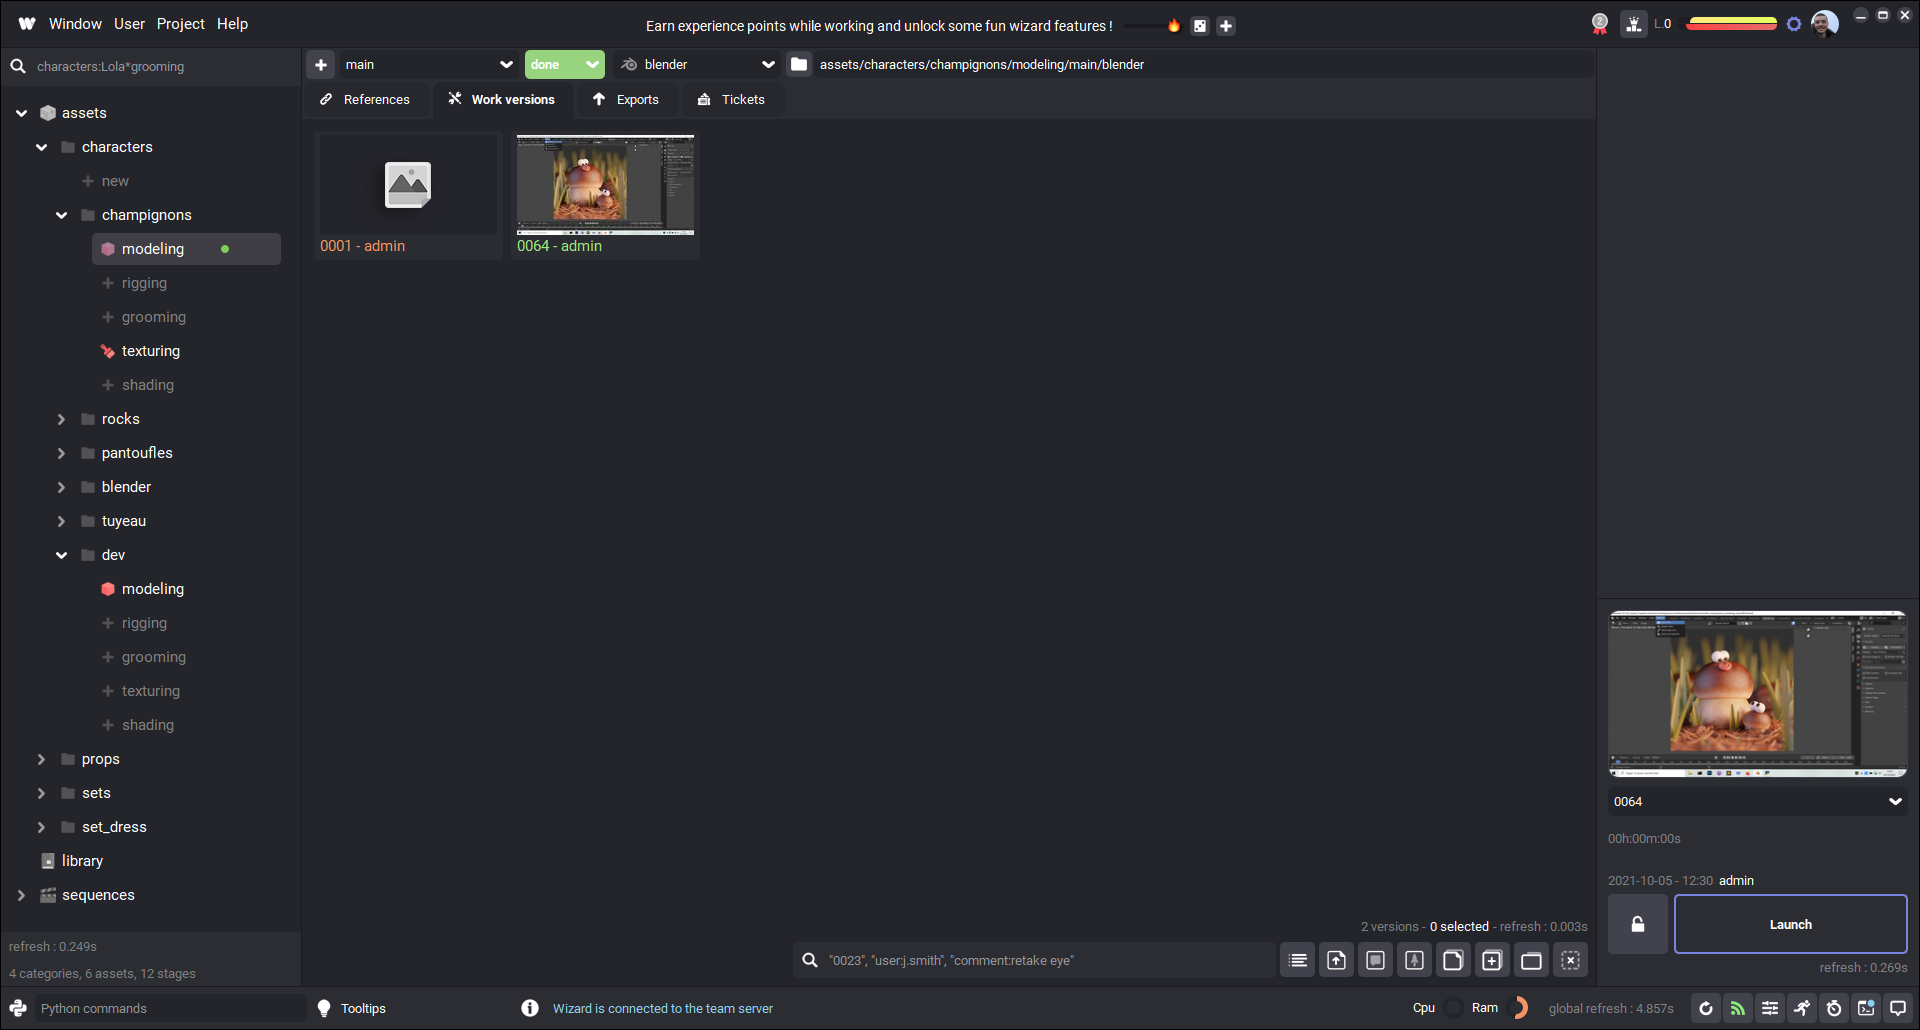 Window User Project Help
Earn experience points while working and unlock some fun wizard features !
2
L.0
characters:Lola*grooming
main
done
blender
assets/characters/champignons/modeling/main/blender
References
Work versions
Exports
Tickets
assets
characters
new
champignons
modeling
rigging
grooming
texturing
shading
rocks
pantoufles
blender
tuyeau
dev
modeling
rigging
grooming
texturing
shading
props
sets
set_dress
library
sequences
refresh : 0.249s
4 categories, 6 assets, 12 stages
0001 - admin
0064 - admin
2 versions - 0 selected - refresh : 0.003s
"0023", "user:j.smith", "comment:retake eye"
0064
00h:00m:00s
2021-10-05 - 12:30 admin
Launch
refresh : 0.269s
Python commands
Tooltips
Wizard is connected to the team server
Cpu
Ram
global refresh : 4.857s